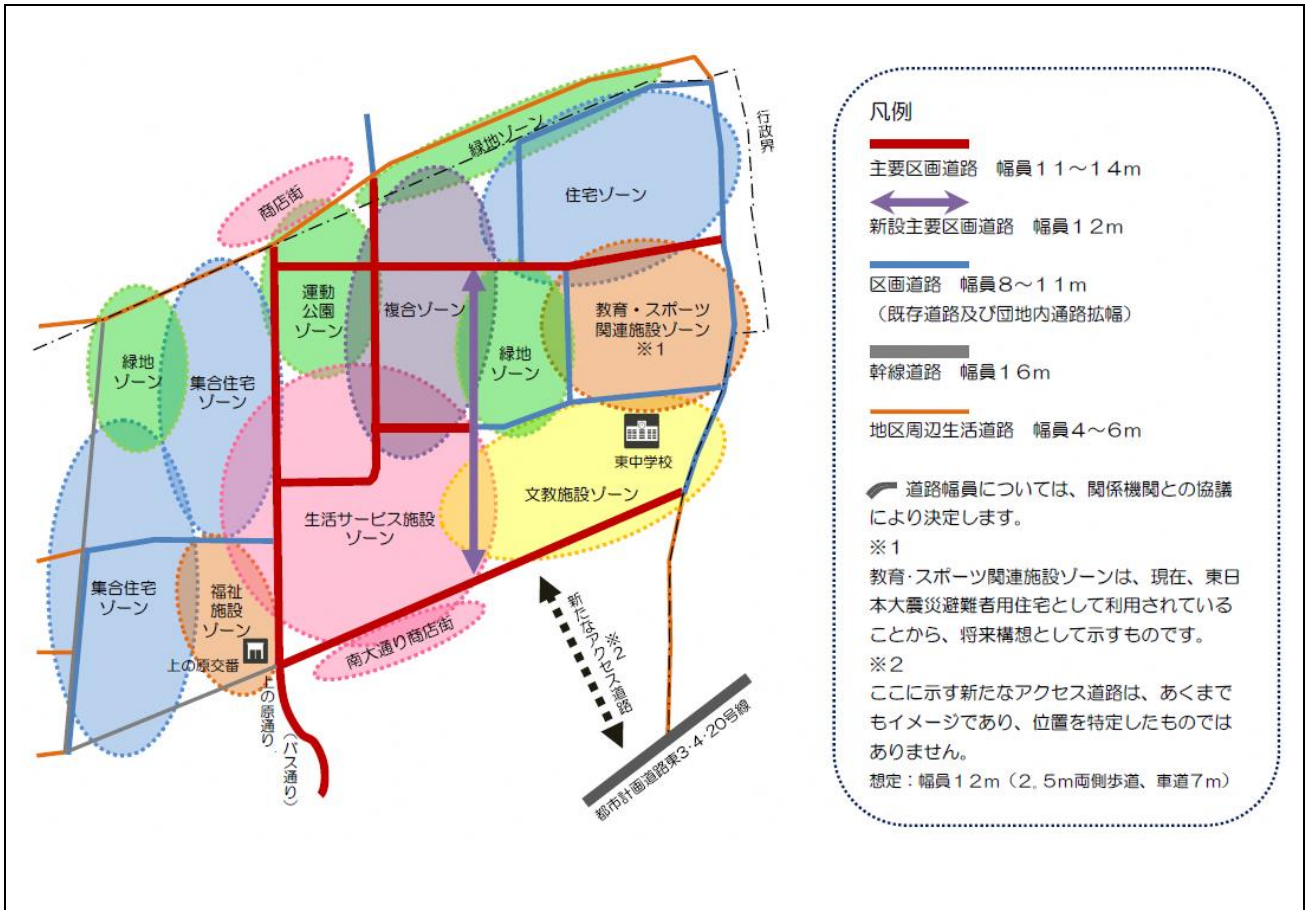 緑地ゾーン
行政界
商店街
住宅ゾーン
運動
公園
ゾーン
複合ゾーン
教育・スポーツ
関連施設ゾーン
※1
緑地
ゾーン
集合住宅
ゾーン
緑地
ゾーン
東中学校
文教施設ゾーン
生活サービス施設
ゾーン
集合住宅
ゾーン
福祉
施設
ゾーン
上の原交番
南大通り商店街
上の原通り
(バス通り)
※2
新たなアクセス道路
都市計画道路東3・4・20号線
凡例
主要区画道路 幅員11~14m
新設主要区画道路 幅員12m
区画道路 幅員8~11m
(既存道路及び団地内通路拡幅)
幹線道路 幅員16m
地区周辺生活道路 幅員4~6m
道路幅員については、関係機関との協議
により決定します。
※1
教育・スポーツ関連施設ゾーンは、現在、東日
本大震災避難者用住宅として利用されている
ことから、将来構想として示すものです。
※2
ここに示す新たなアクセス道路は、あくまで
もイメージであり、位置を特定したものでは
ありません。
想定:幅員12m(2.5m両側歩道、車道7m)